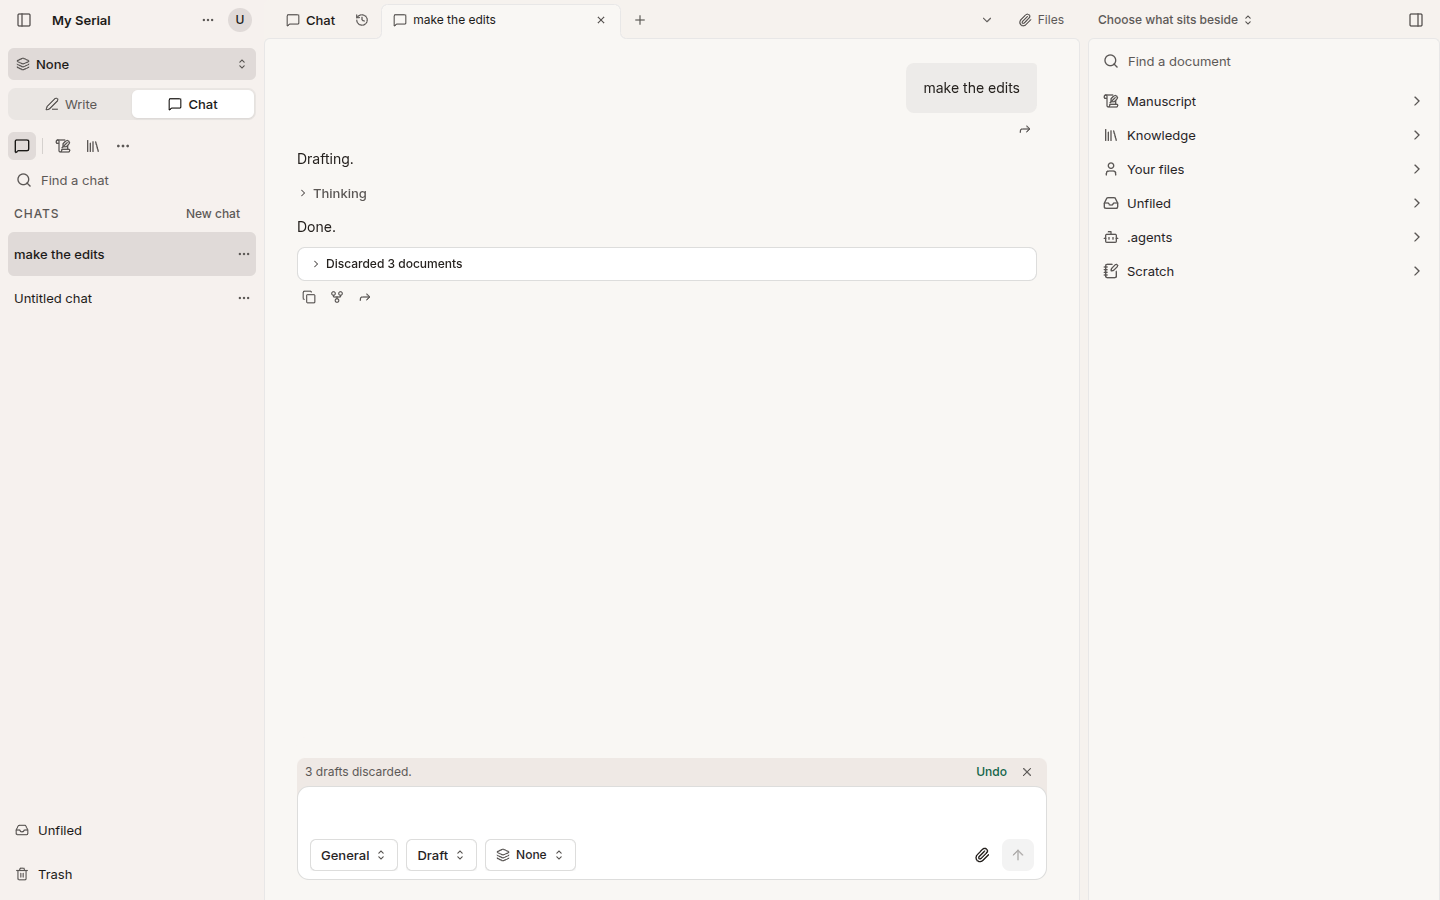 My Serial
U
None
Write
Chat
Find a chat
CHATS
New chat
make the edits
Untitled chat
Unfiled
Trash
Chat
make the edits
Files
make the edits
Drafting.
Thinking
Done.
Discarded 3 documents
3 drafts discarded.
Undo
General
Draft
None
Choose what sits beside
Find a document
Manuscript
Knowledge
Your files
Unfiled
.agents
Scratch